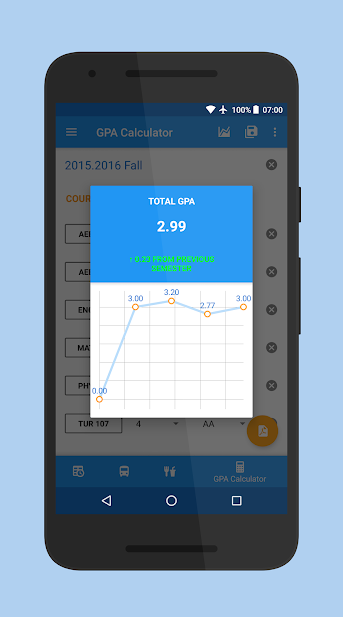 100% 07:00
GPA Calculator
2015.2016 Fall
COUR
TOTAL GPA
2.99
↑ 0.23 FROM PREVIOUS
SEMESTER
3.00 3.20 2.77 3.00
0.00
AE
AE
EN
MA
PH
TUR 107 4 AA
GPA Calculator